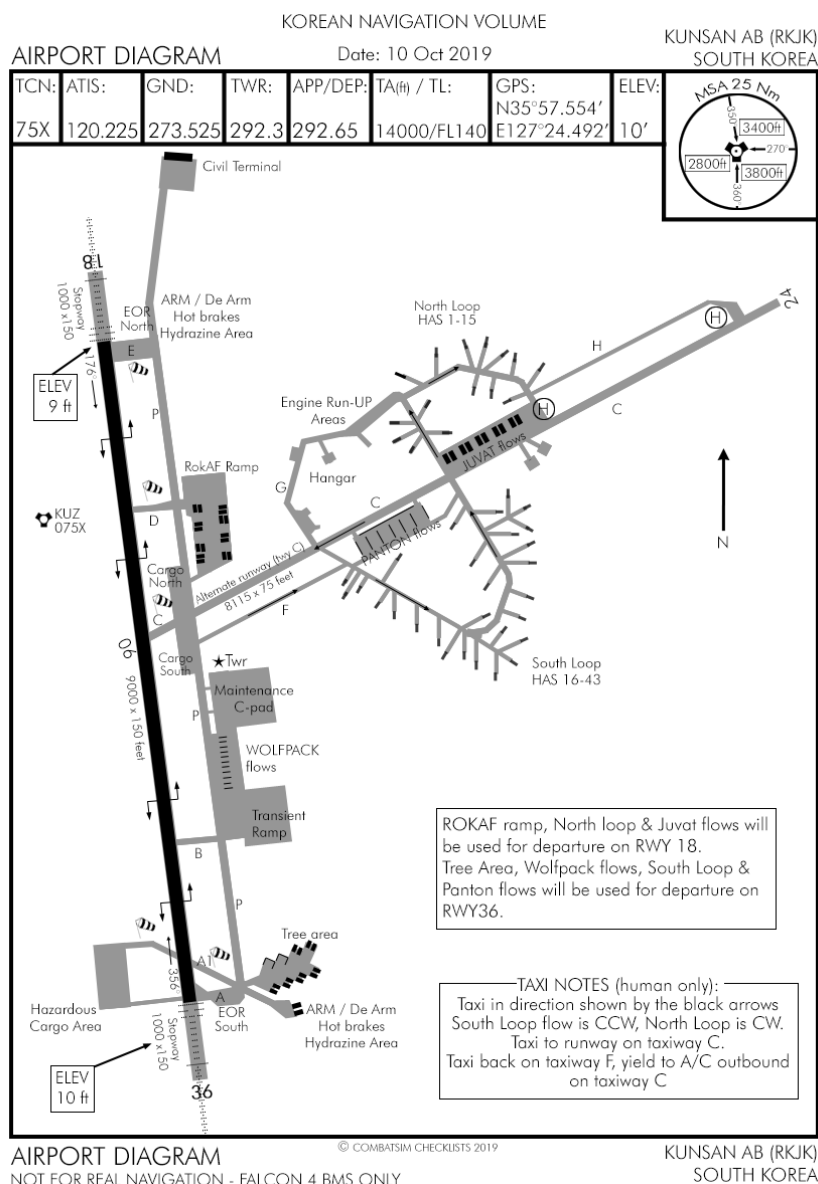 KOREAN NAVIGATION VOLUME
AIRPORT DIAGRAM
Date: 10 Oct 2019
KUNSAN AB (RKJK)
SOUTH KOREA
TCN:
75X
ATIS:
120.225
GND:
273.525
TWR:
292.3
APP/DEP:
292.65
TA(ft) / TL:
14000/FL140
GPS:
N35°57.554’
E127°24.492’
ELEV:
10’
MSA 25 Nm
350°
3400ft
270°
2800ft
3800ft
360°
Civil Terminal
18
Stopway
1000 x 150
EOR
North
ARM / De Arm
Hot brakes
Hydrazine Area
E
ELEV
9 ft
176°
P
North Loop
HAS 1-15
H
24
H
H
C
Engine Run-UP
Areas
JUVAT flows
RokAF Ramp
Hangar
G
C
KUZ
075X
D
PANTON flows
N
Cargo
North
Alternate runway (twy C)
8115 x 75 feet
C
F
06
Cargo
South
Twr
South Loop
HAS 16-43
9000 x 150 feet
Maintenance
C-pad
P
WOLFPACK
flows
Transient
Ramp
B
ROKAF ramp, North loop & Juvat flows will
be used for departure on RWY 18.
Tree Area, Wolfpack flows, South Loop &
Panton flows will be used for departure on
RWY36.
P
Tree area
A1
356°
A
Hazardous
Cargo Area
EOR
South
ARM / De Arm
Hot brakes
Hydrazine Area
Stopway
1000 x150
ELEV
10 ft
36
TAXI NOTES (human only):
Taxi in direction shown by the black arrows
South Loop flow is CCW, North Loop is CW.
Taxi to runway on taxiway C.
Taxi back on taxiway F, yield to A/C outbound
on taxiway C
© COMBATSIM CHECKLISTS 2019
AIRPORT DIAGRAM
NOT FOR REAL NAVIGATION - FALCON 4 BMS ONLY
KUNSAN AB (RKJK)
SOUTH KOREA